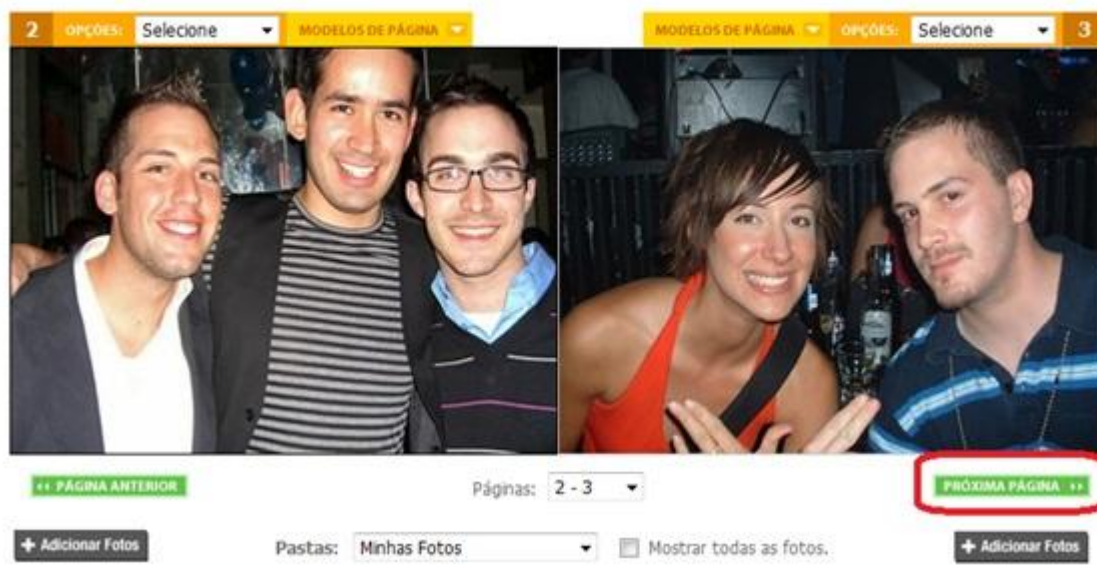 2 OPÇÕES: Selecione MODELOS DE PÁGINA MODELOS DE PÁGINA OPÇÕES: Selecione 3
PÁGINA ANTERIOR Páginas: 2 - 3 PRÓXIMA PÁGINA
+ Adicionar Fotos Pastas: Minhas Fotos Mostrar todas as fotos. + Adicionar Fotos